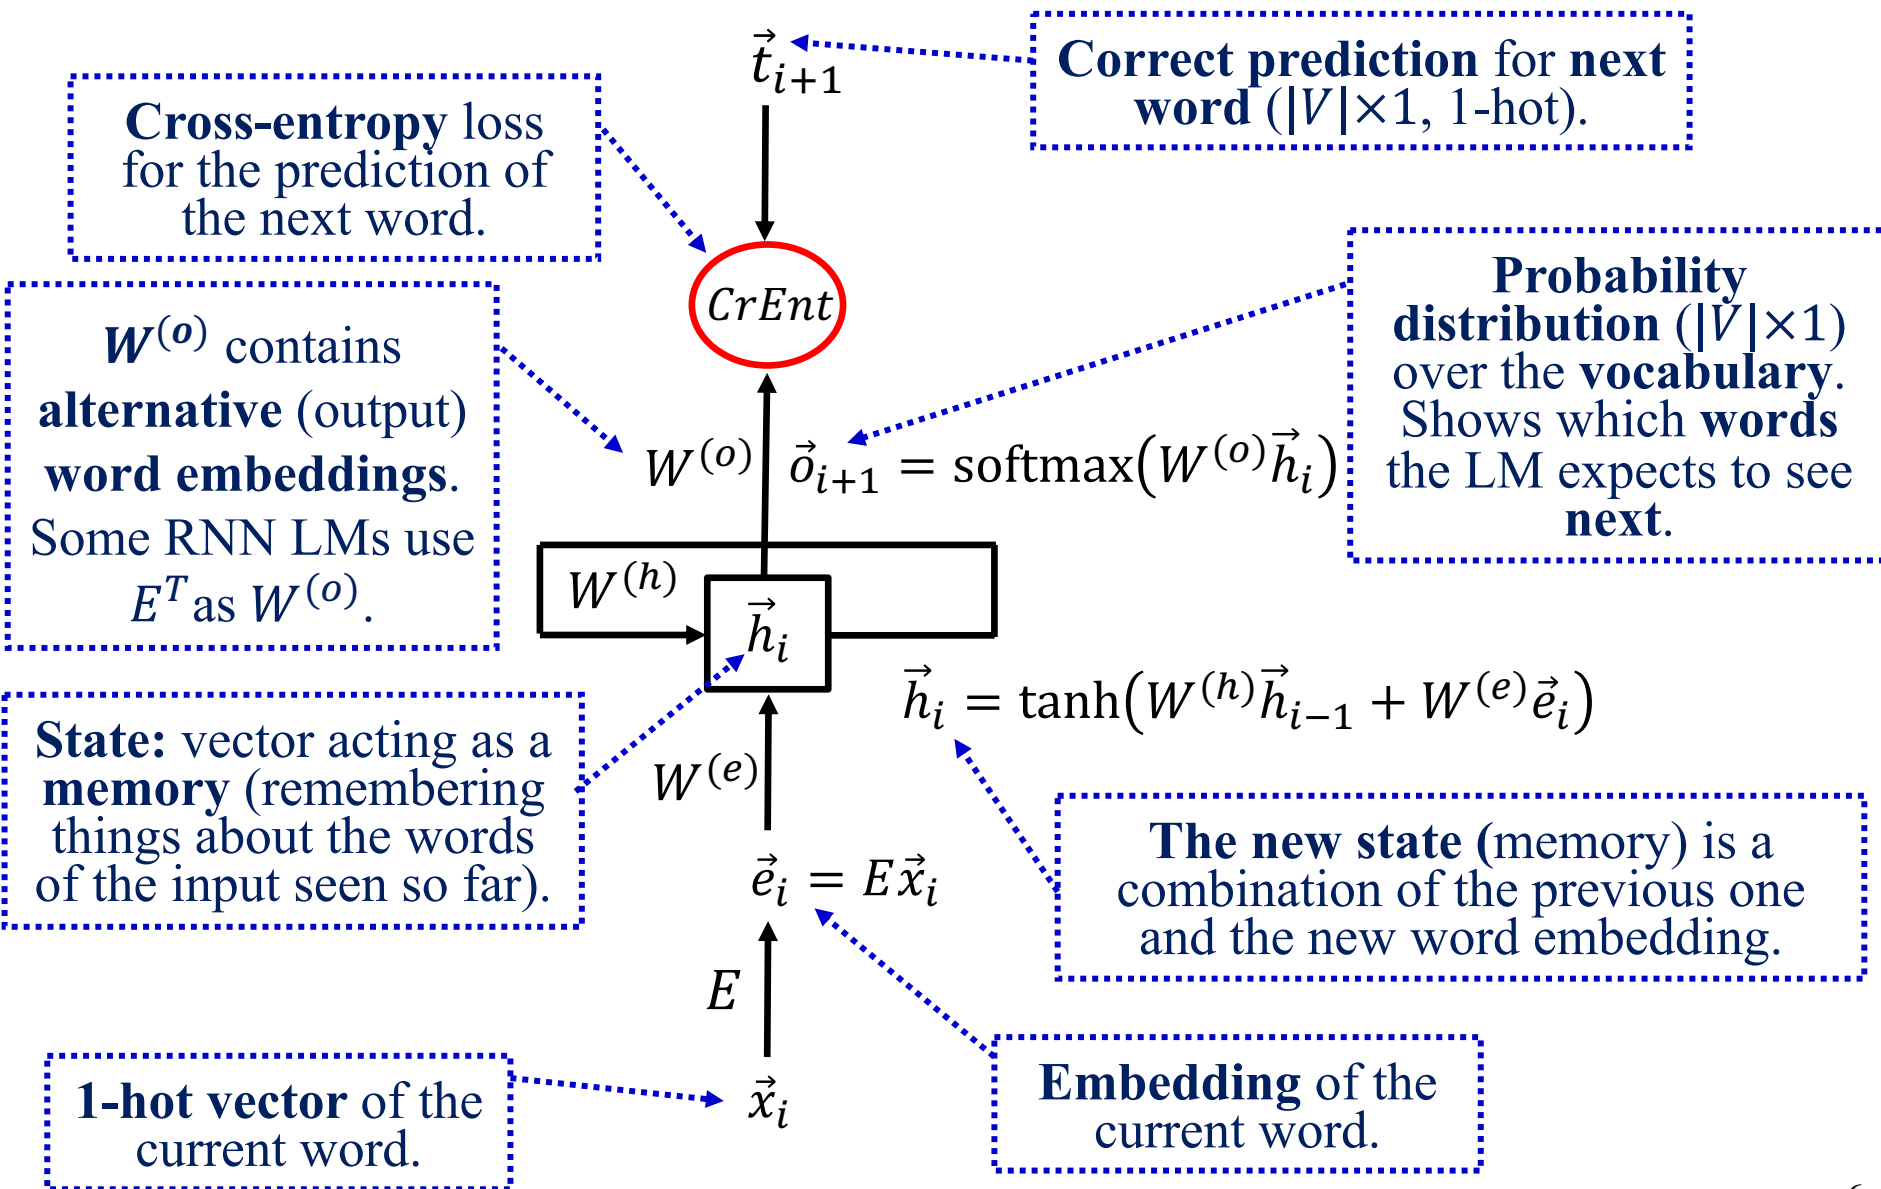 t⃗ᵢ₊₁
Correct prediction for next
word (|V|×1, 1-hot).
Cross-entropy loss
for the prediction of
the next word.
CrEnt
Probability
distribution (|V|×1)
over the vocabulary.
Shows which words
the LM expects to see
next.
W⁽ᵒ⁾ contains
alternative (output)
word embeddings.
Some RNN LMs use
Eᵀ as W⁽ᵒ⁾.
W⁽ᵒ⁾ o⃗ᵢ₊₁ = softmax(W⁽ᵒ⁾h⃗ᵢ)
W⁽ʰ⁾
h⃗ᵢ
h⃗ᵢ = tanh(W⁽ʰ⁾h⃗ᵢ₋₁ + W⁽ᵉ⁾e⃗ᵢ)
State: vector acting as a
memory (remembering
things about the words
of the input seen so far).
W⁽ᵉ⁾
The new state (memory) is a
combination of the previous one
and the new word embedding.
e⃗ᵢ = Ex⃗ᵢ
E
Embedding of the
current word.
1-hot vector of the
current word.
x⃗ᵢ